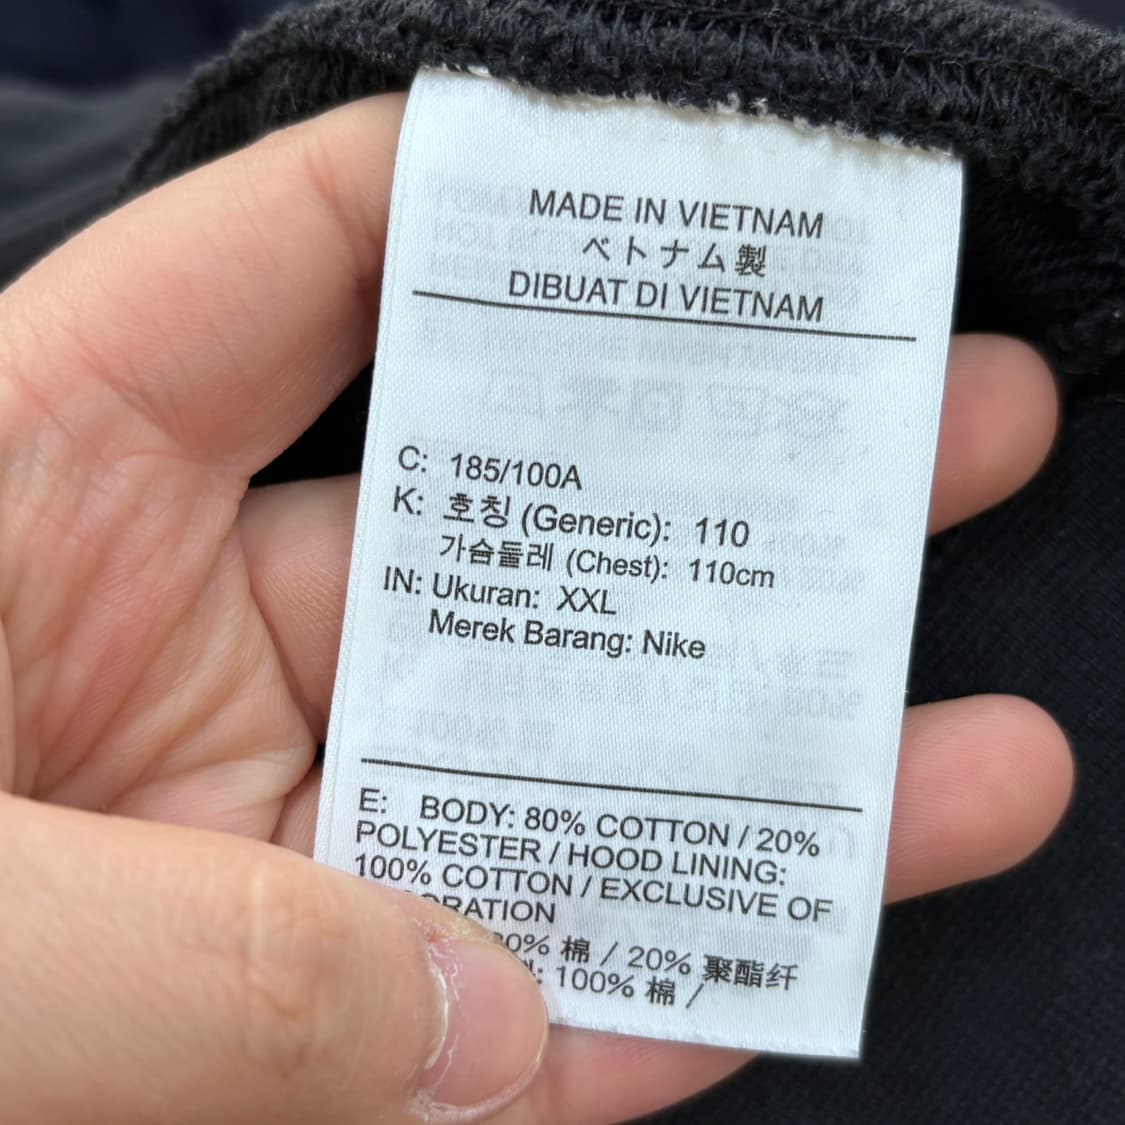 MADE IN VIETNAM
ベトナム製
DIBUAT DI VIETNAM
C: 185/100A
K: 호칭 (Generic): 110
가슴둘레 (Chest): 110cm
IN: Ukuran: XXL
Merek Barang: Nike
E: BODY: 80% COTTON / 20%
POLYESTER / HOOD LINING:
100% COTTON / EXCLUSIVE OF
棉 / 20% 聚酯纤
100% 棉 /